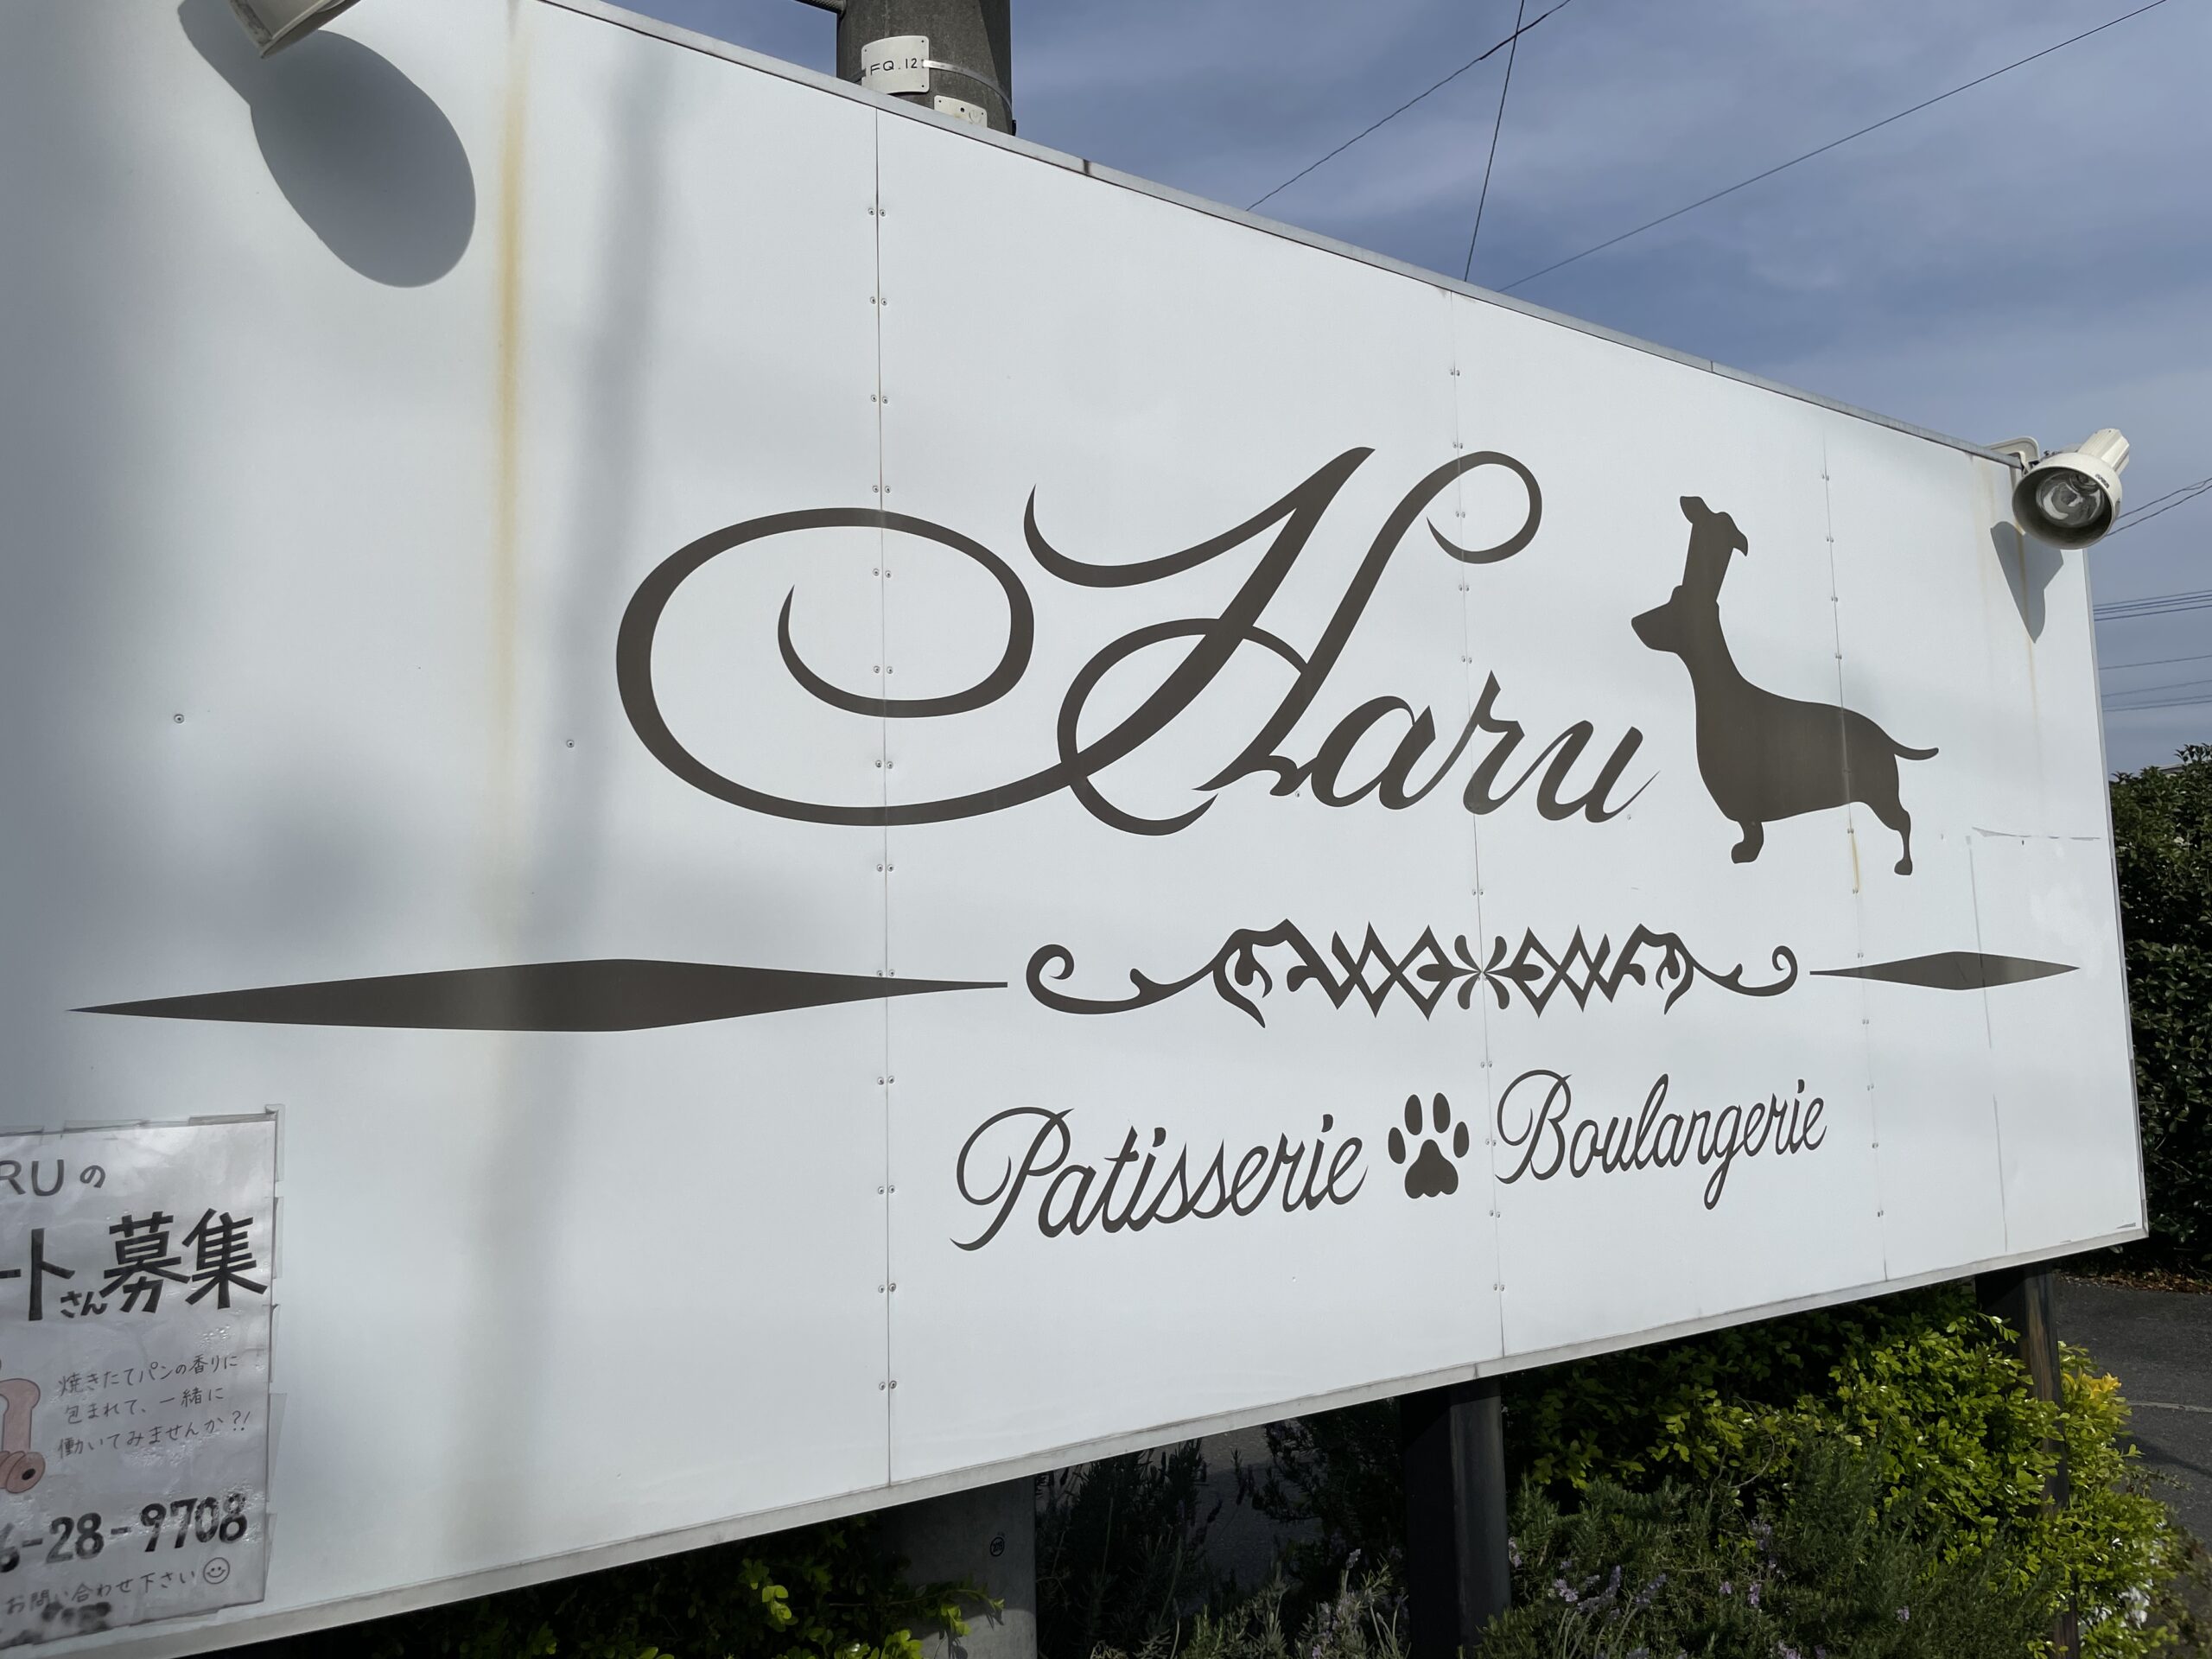 FQ.12
Haru
Patisserie Boulangerie
RUの
ートさん募集
焼きたてパンの香りに
包まれて、一緒に
働いてみませんか?!
6-28-9708
お問い合わせ下さい